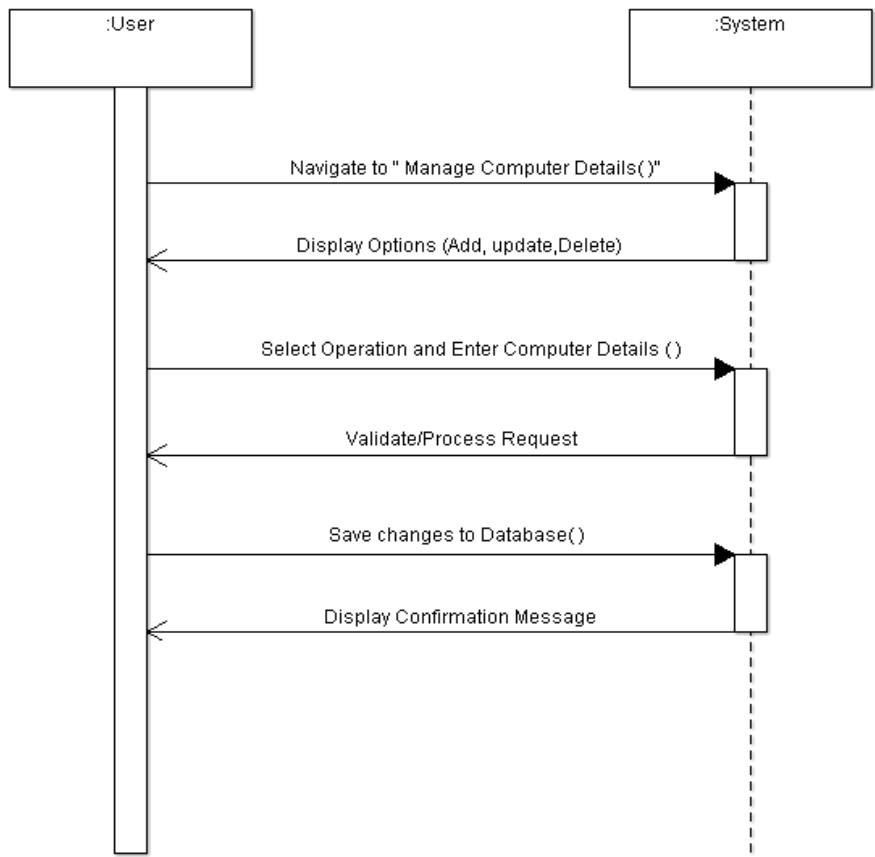 :User
:System
Navigate to " Manage Computer Details()"
Display Options (Add, update,Delete)
Select Operation and Enter Computer Details ()
Validate/Process Request
Save changes to Database()
Display Confirmation Message